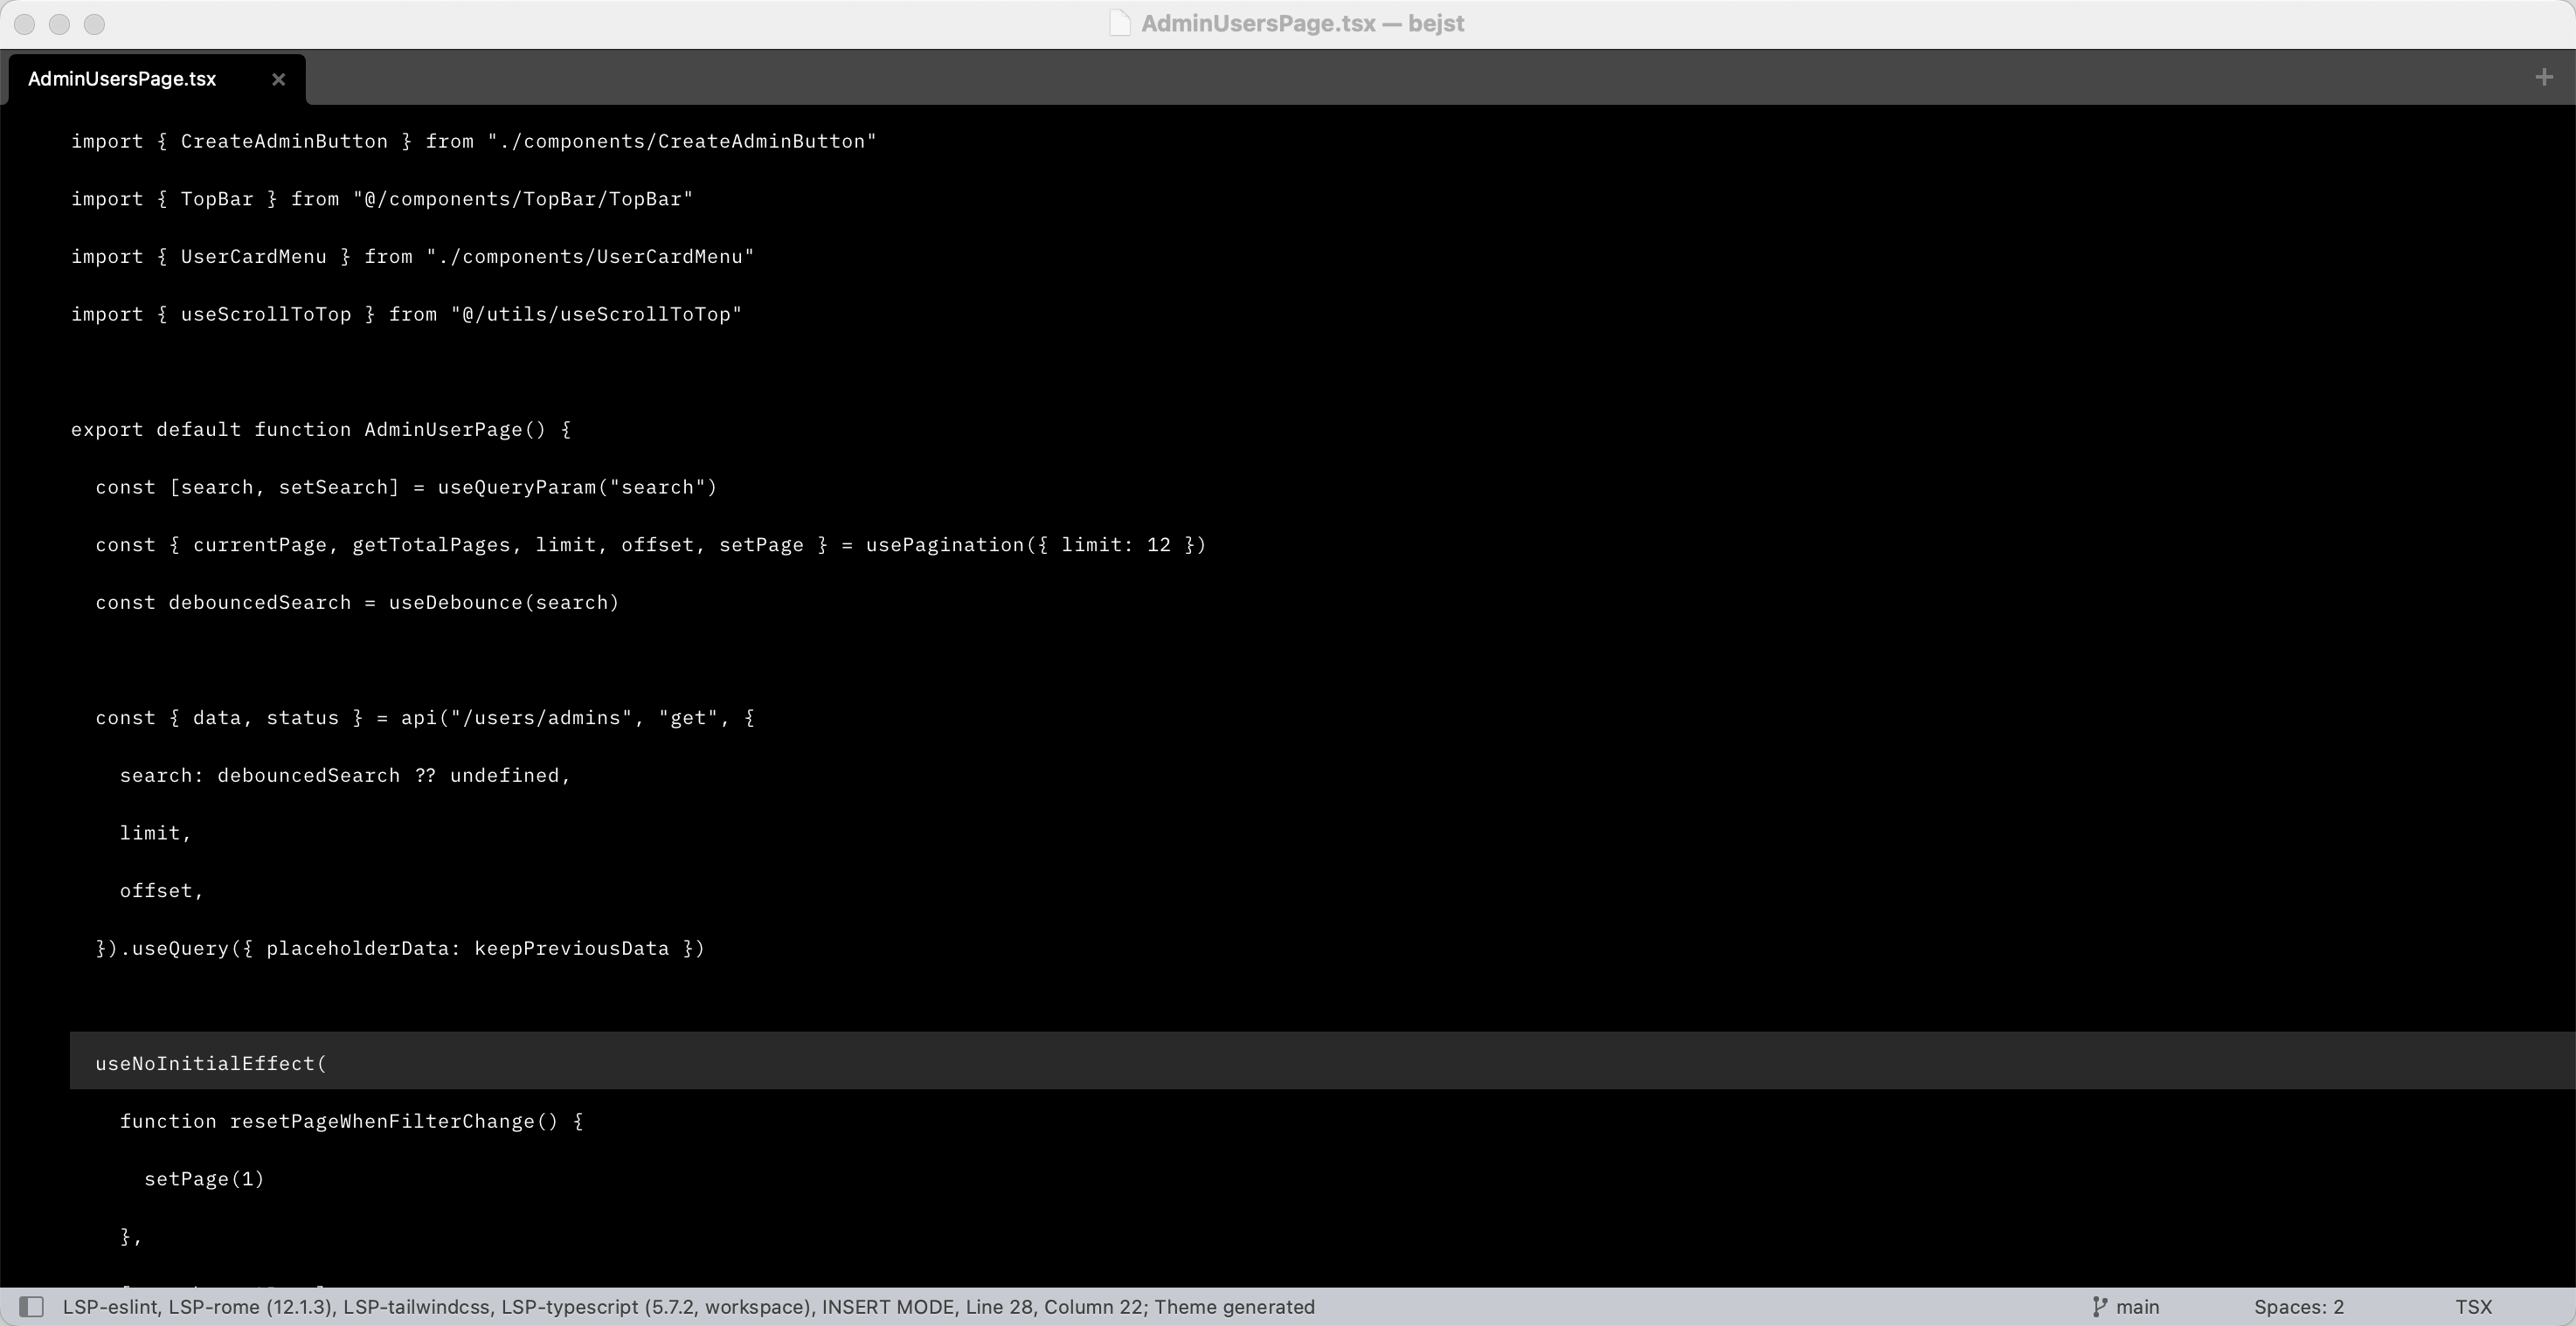 AdminUsersPage.tsx — bejst
AdminUsersPage.tsx
import { CreateAdminButton } from "./components/CreateAdminButton"
import { TopBar } from "@/components/TopBar/TopBar"
import { UserCardMenu } from "./components/UserCardMenu"
import { useScrollToTop } from "@/utils/useScrollToTop"
export default function AdminUserPage() {
  const [search, setSearch] = useQueryParam("search")
  const { currentPage, getTotalPages, limit, offset, setPage } = usePagination({ limit: 12 })
  const debouncedSearch = useDebounce(search)
  const { data, status } = api("/users/admins", "get", {
    search: debouncedSearch ?? undefined,
    limit,
    offset,
  }).useQuery({ placeholderData: keepPreviousData })
  useNoInitialEffect(
    function resetPageWhenFilterChange() {
      setPage(1)
    },
LSP-eslint, LSP-rome (12.1.3), LSP-tailwindcss, LSP-typescript (5.7.2, workspace), INSERT MODE, Line 28, Column 22; Theme generated
main
Spaces: 2
TSX